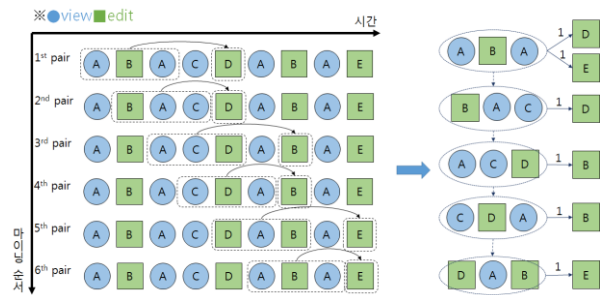 ※view edit
시간
1st pair A B A C D A B A E
2nd pair A B A C D A B A E
3rd pair A B A C D A B A E
4th pair A B A C D A B A E
5th pair A B A C D A B A E
6th pair A B A C D A B A E
마이닝 순서
A B A 1 D
1 E
B A C 1 D
A C D 1 B
C D A 1 B
D A B 1 E